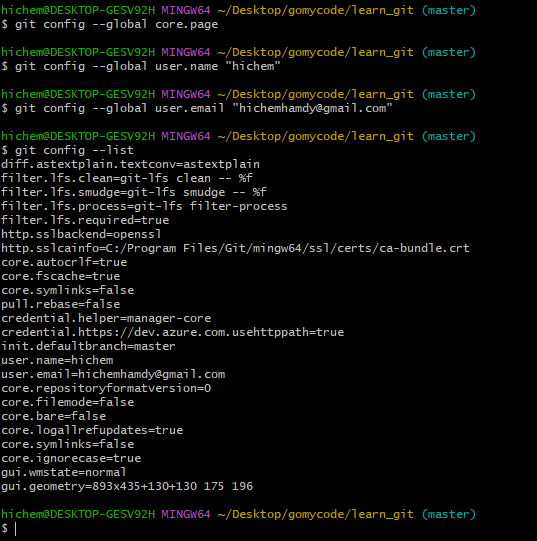 hichem@DESKTOP-GESV92H MINGW64 ~/Desktop/gomycode/learn_git (master)
$ git config --global core.page
hichem@DESKTOP-GESV92H MINGW64 ~/Desktop/gomycode/learn_git (master)
$ git config --global user.name "hichem"
hichem@DESKTOP-GESV92H MINGW64 ~/Desktop/gomycode/learn_git (master)
$ git config --global user.email "hichemhamdy@gmail.com"
hichem@DESKTOP-GESV92H MINGW64 ~/Desktop/gomycode/learn_git (master)
$ git config --list
diff.astextplain.textconv=astextplain
filter.lfs.clean=git-lfs clean -- %f
filter.lfs.smudge=git-lfs smudge -- %f
filter.lfs.process=git-lfs filter-process
filter.lfs.required=true
http.sslbackend=openssl
http.sslcainfo=C:/Program Files/Git/mingw64/ssl/certs/ca-bundle.crt
core.autocrlf=true
core.fscache=true
core.symlinks=false
pull.rebase=false
credential.helper=manager-core
credential.https://dev.azure.com.usehttppath=true
init.defaultbranch=master
user.name=hichem
user.email=hichemhamdy@gmail.com
core.repositoryformatversion=0
core.filemode=false
core.bare=false
core.logallrefupdates=true
core.symlinks=false
core.ignorecase=true
gui.wmstate=normal
gui.geometry=893x435+130+130 175 196
hichem@DESKTOP-GESV92H MINGW64 ~/Desktop/gomycode/learn_git (master)
$